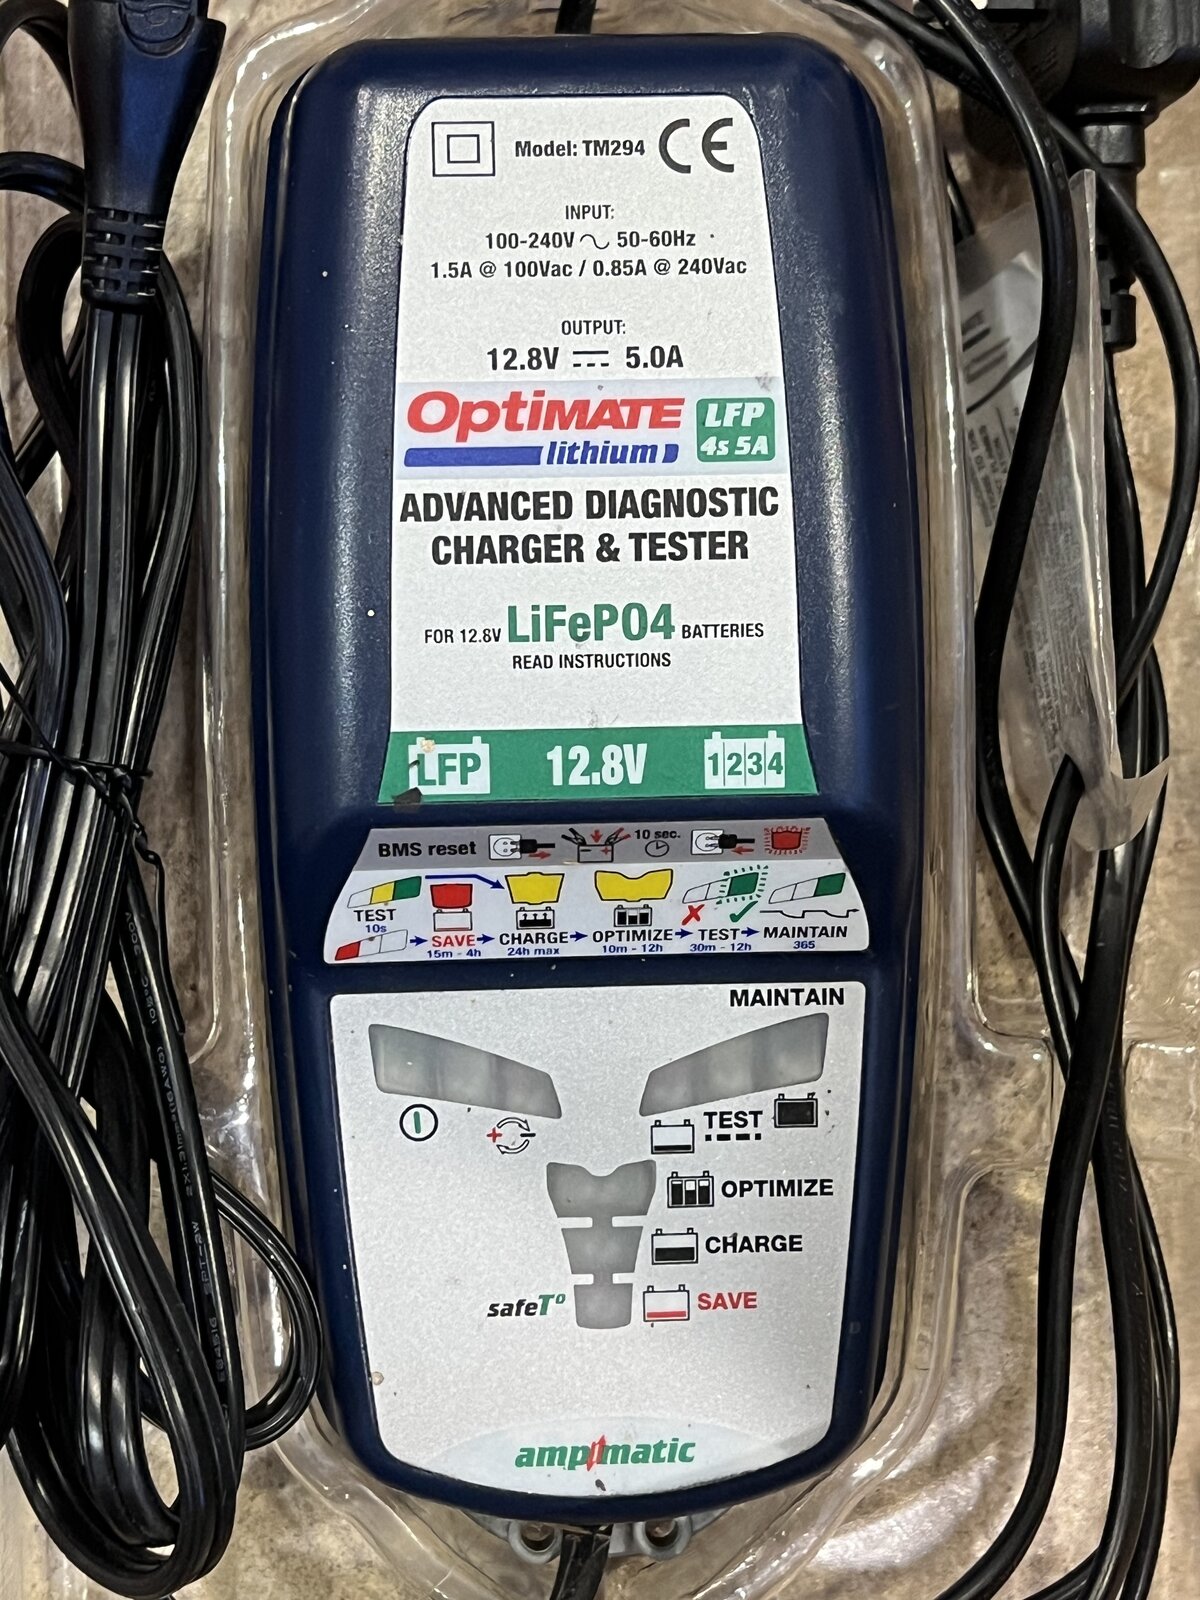 Model: TM294 CE
INPUT:
100-240V 50-60Hz
1.5A @ 100Vac / 0.85A @ 240Vac
OUTPUT:
12.8V 5.0A
OptiMATE
lithium
LFP
4s 5A
ADVANCED DIAGNOSTIC
CHARGER & TESTER
FOR 12.8V LiFePO4 BATTERIES
READ INSTRUCTIONS
LFP 12.8V 1234
BMS reset 10 sec.
TEST
10s
SAVE
15m - 4h
CHARGE
24h max
OPTIMIZE
10m - 12h
TEST
30m - 12h
MAINTAIN
365
MAINTAIN
TEST
OPTIMIZE
CHARGE
safeTº
SAVE
ampmatic